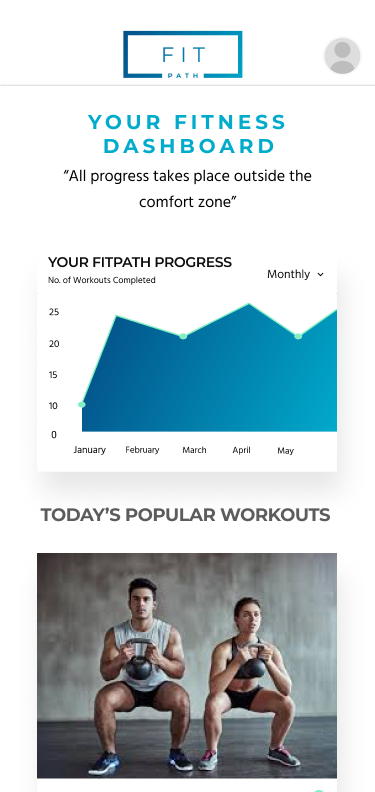 FIT
PATH
YOUR FITNESS
DASHBOARD
“All progress takes place outside the
comfort zone”
YOUR FITPATH PROGRESS
No. of Workouts Completed
Monthly
25
20
15
10
0
January February March April May
TODAY’S POPULAR WORKOUTS